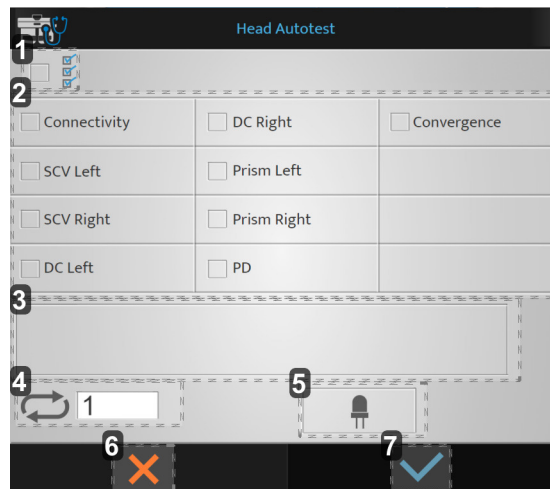 Head Autotest
1
2
Connectivity DC Right Convergence
SCV Left Prism Left
SCV Right Prism Right
DC Left PD
3
4 5
1
6 7